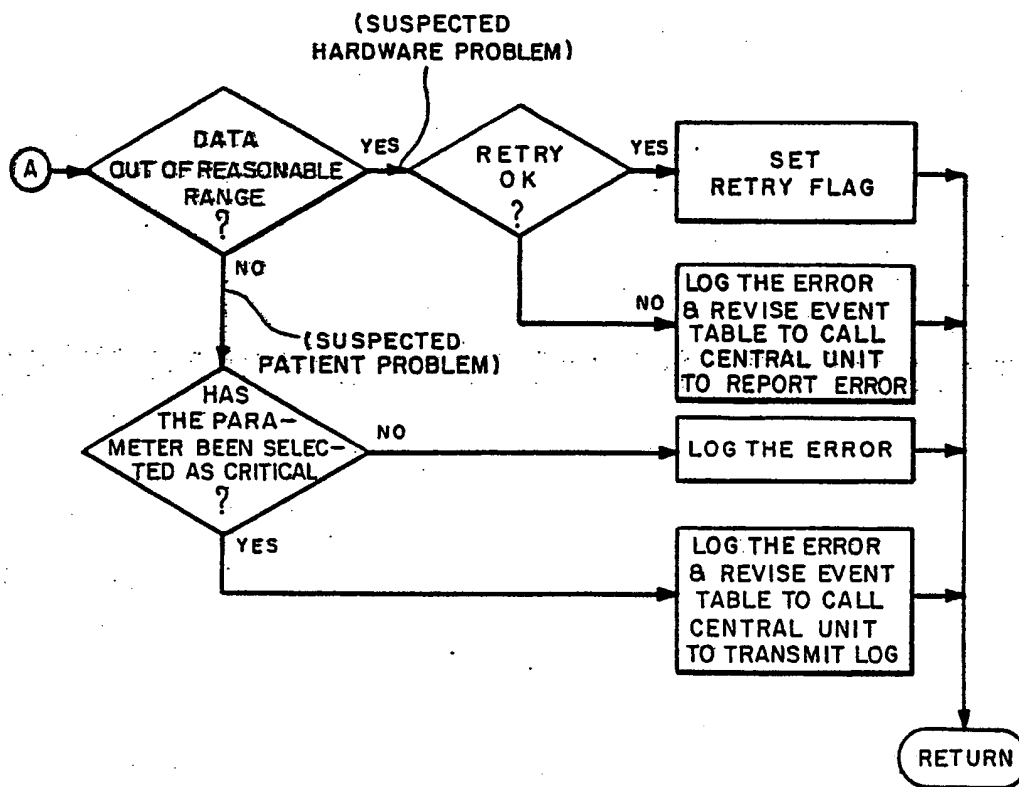 (SUSPECTED
HARDWARE PROBLEM)
A
DATA
OUT OF REASONABLE
RANGE
?
YES
RETRY
OK
?
YES
SET
RETRY FLAG
NO
(SUSPECTED
PATIENT PROBLEM)
NO
LOG THE ERROR
& REVISE EVENT
TABLE TO CALL
CENTRAL UNIT
TO REPORT ERROR
HAS
THE PARA-
METER BEEN SELEC-
TED AS CRITICAL
?
NO
LOG THE ERROR
YES
LOG THE ERROR
& REVISE EVENT
TABLE TO CALL
CENTRAL UNIT
TO TRANSMIT LOG
RETURN